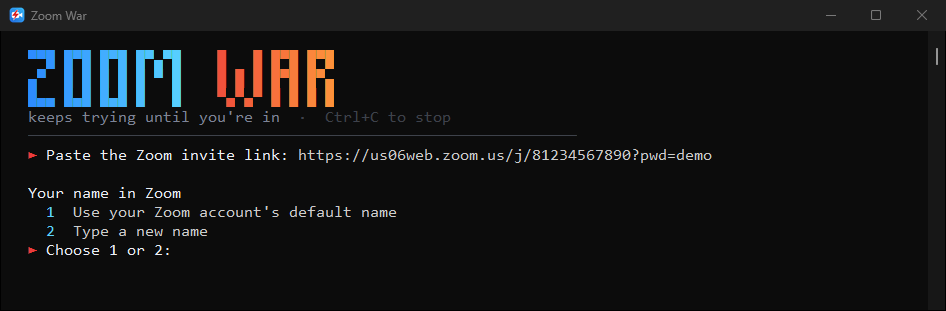 Zoom War
ZOOM WAR
keeps trying until you're in · Ctrl+C to stop
► Paste the Zoom invite link: https://us06web.zoom.us/j/81234567890?pwd=demo
Your name in Zoom
1 Use your Zoom account's default name
2 Type a new name
► Choose 1 or 2: